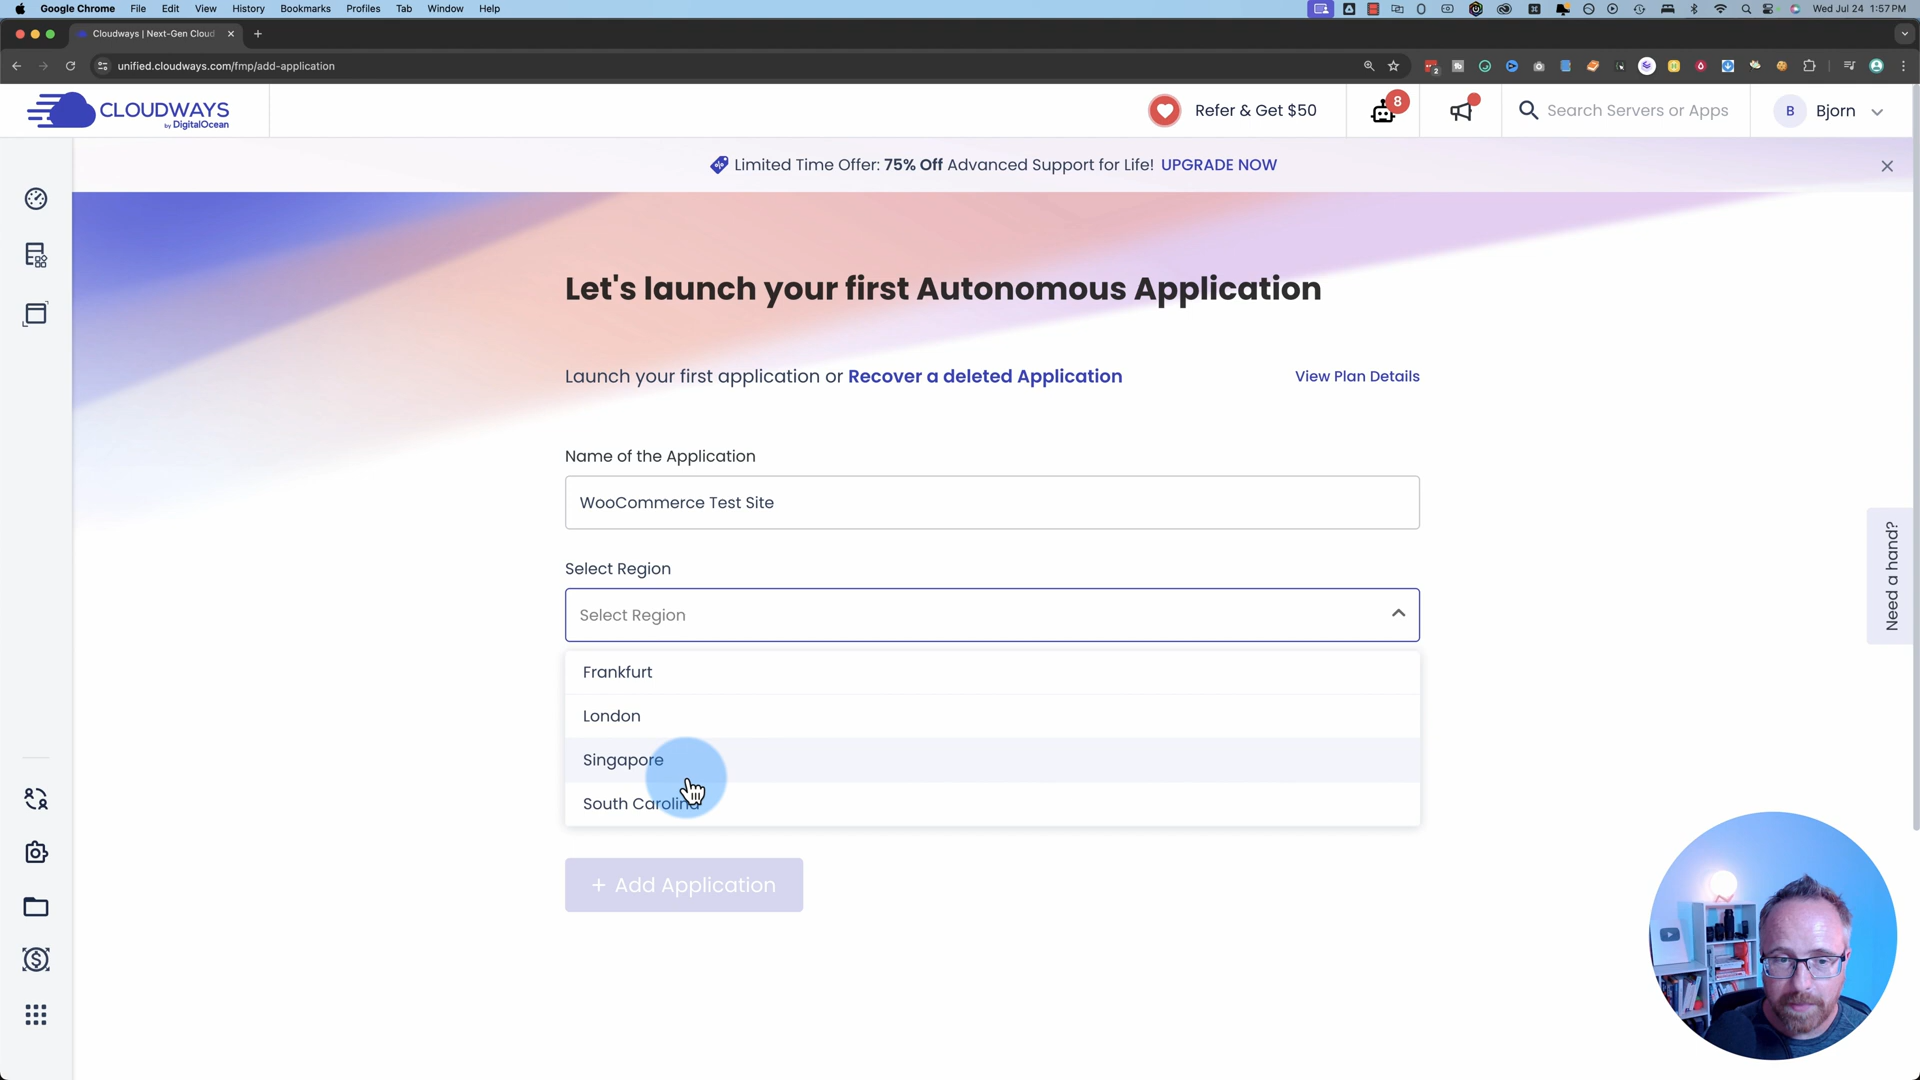 Google Chrome File Edit View History Bookmarks Profiles Tab Window Help
Wed Jul 24 1:57 PM
Cloudways | Next-Gen Cloud
unified.cloudways.com/fmp/add-application
2
CLOUDWAYS
by DigitalOcean
Refer & Get $50
8
Search Servers or Apps
B
Bjorn
Limited Time Offer: 75% Off Advanced Support for Life! UPGRADE NOW
Let's launch your first Autonomous Application
Launch your first application or Recover a deleted Application
View Plan Details
Name of the Application
WooCommerce Test Site
Select Region
Select Region
Frankfurt
London
Singapore
South Carolina
+ Add Application
Need a hand?